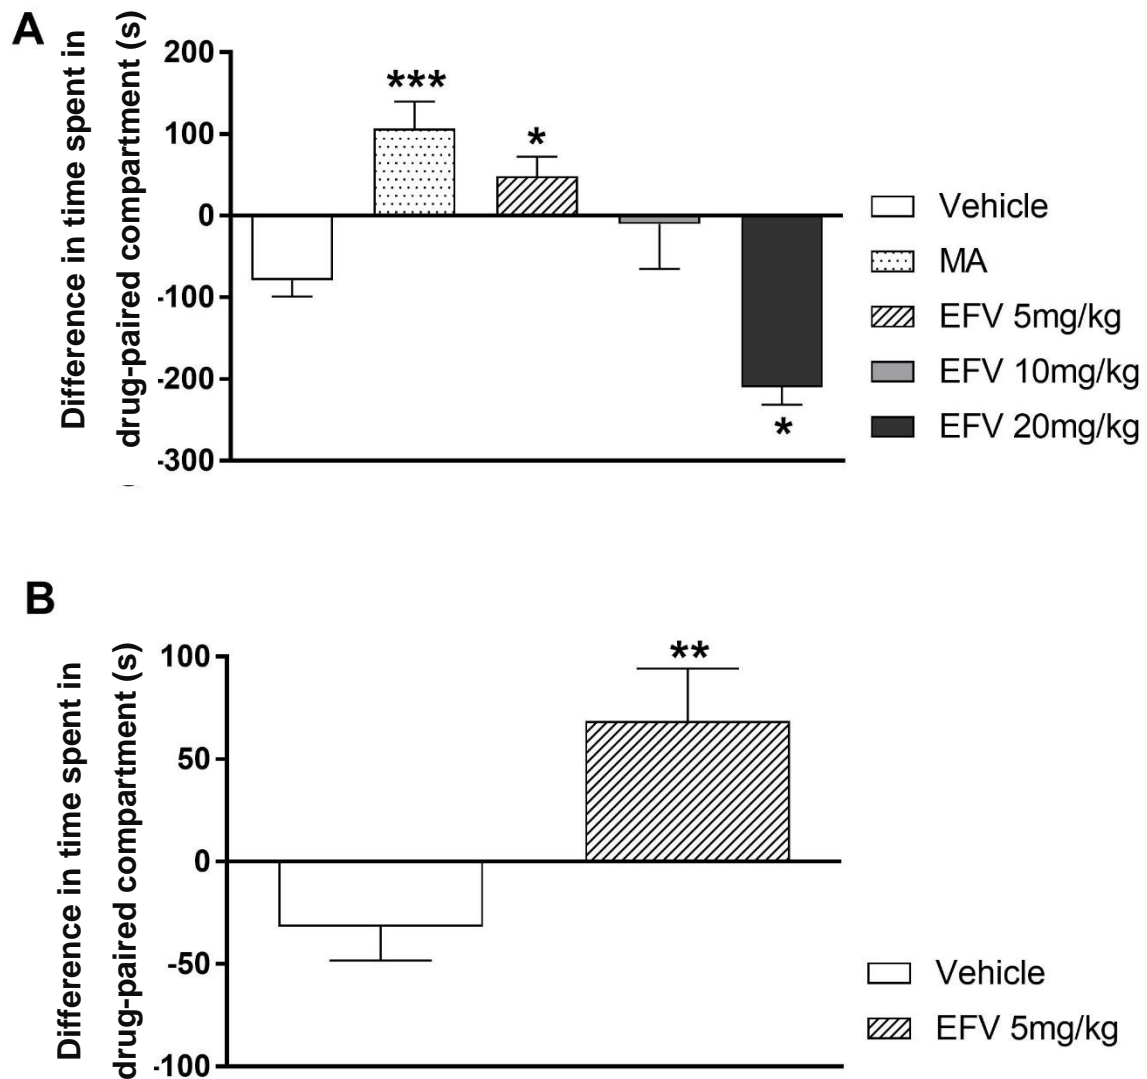 A
Difference in time spent in
drug-paired compartment (s)
200
100
0
-100
-200
-300
***
*
*
Vehicle
MA
EFV 5mg/kg
EFV 10mg/kg
EFV 20mg/kg
B
Difference in time spent in
drug-paired compartment (s)
100
50
0
-50
-100
**
Vehicle
EFV 5mg/kg